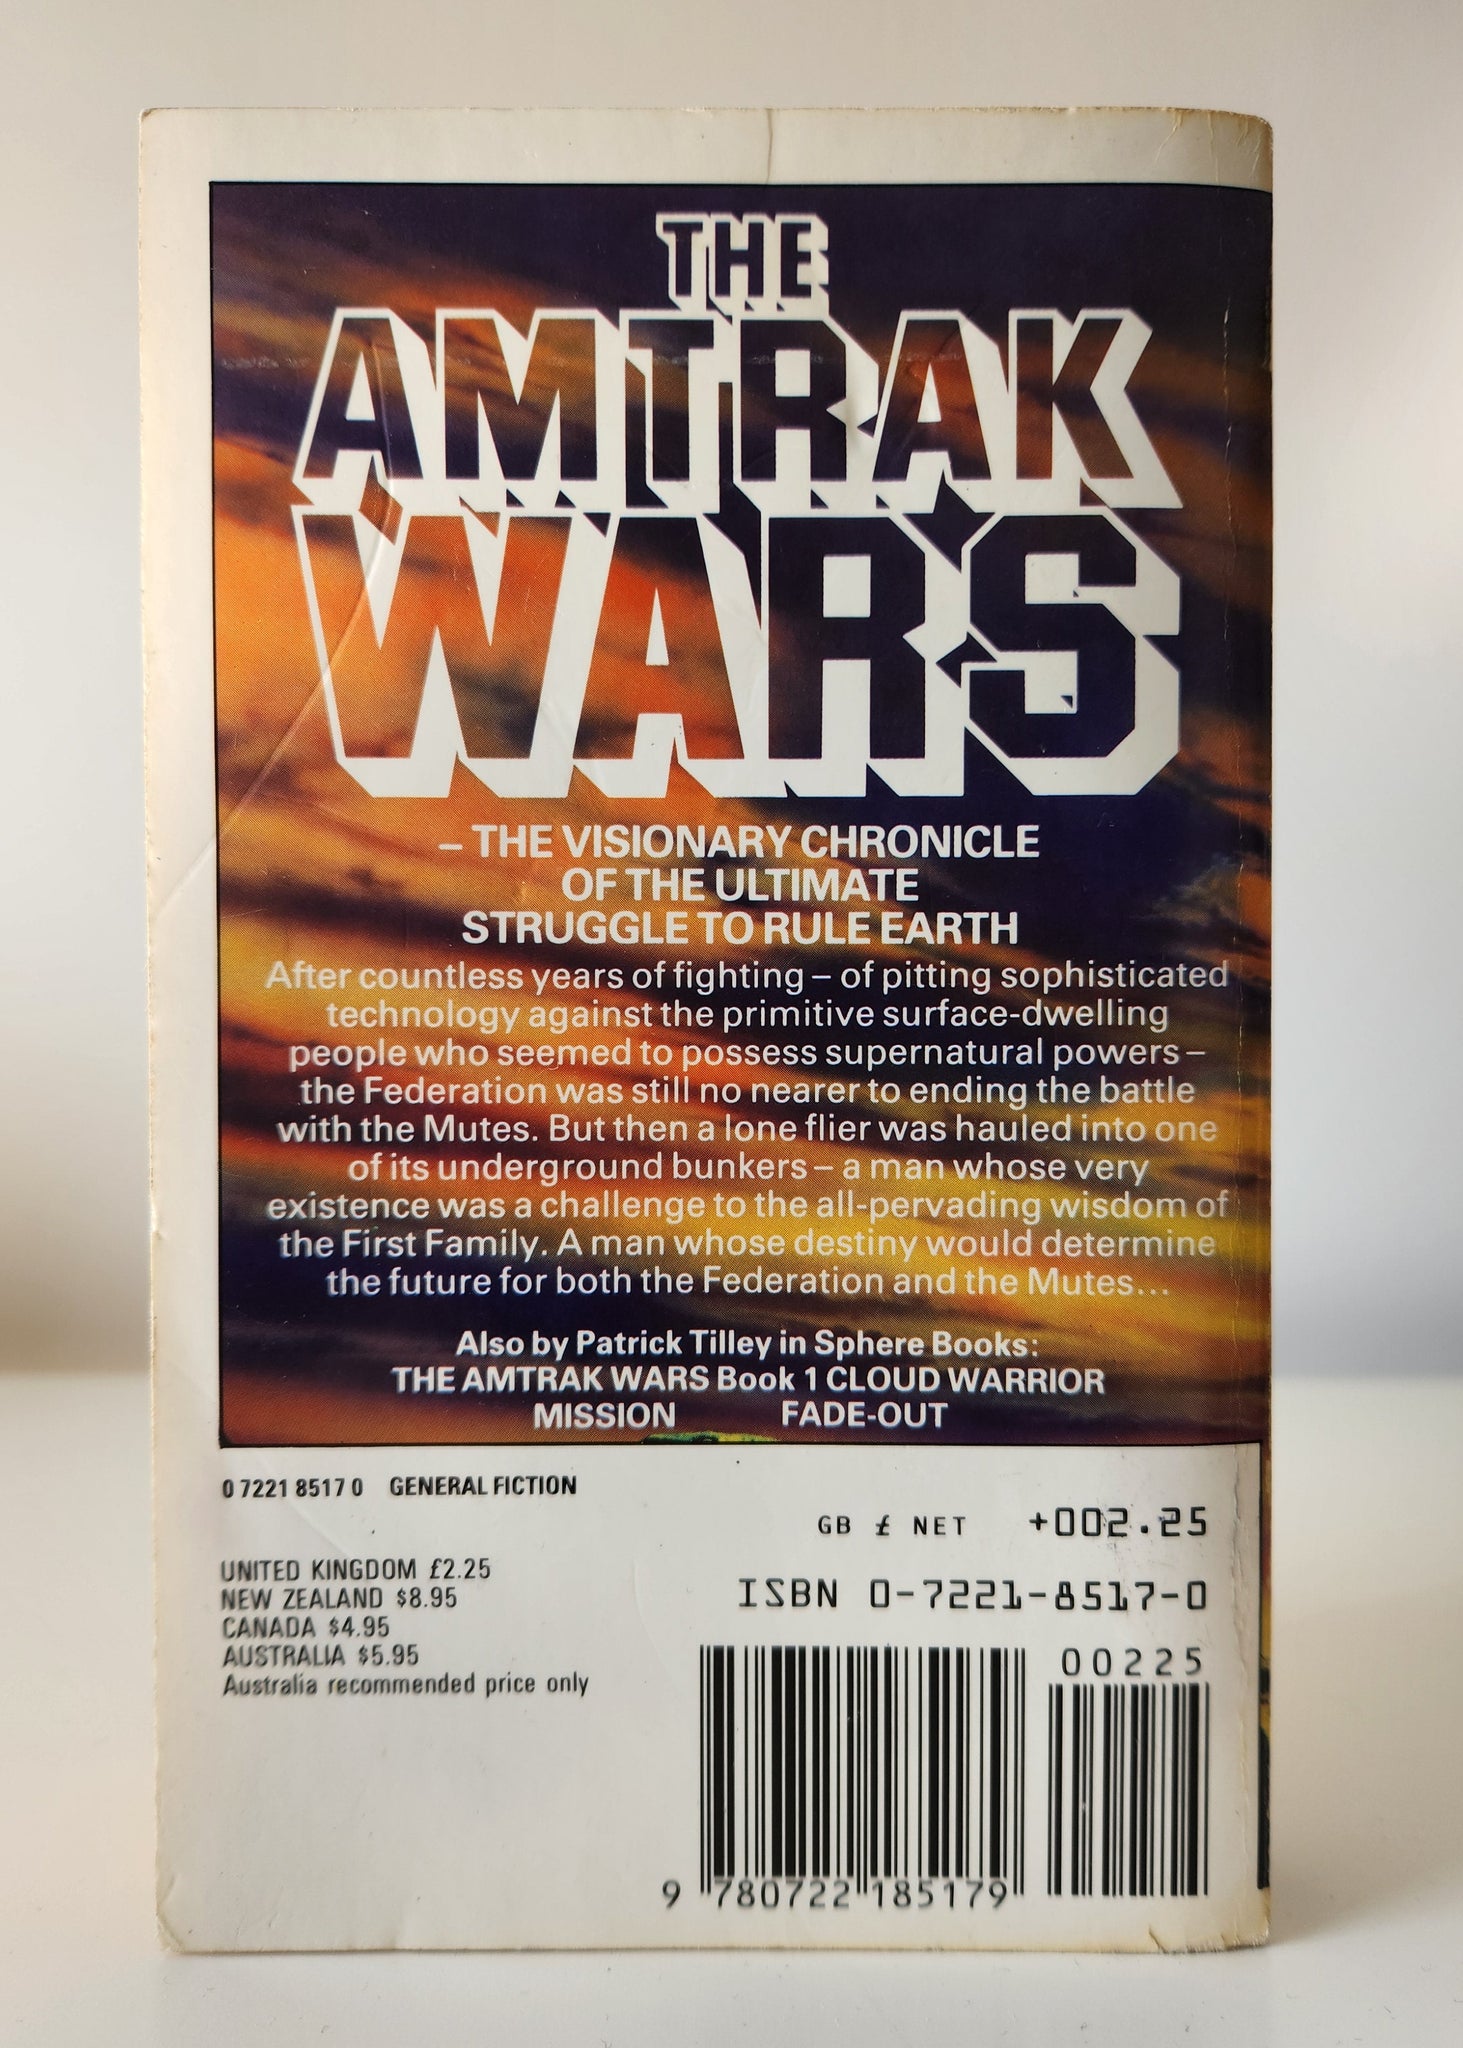 THE
AMTRAK
WARS
– THE VISIONARY CHRONICLE
OF THE ULTIMATE
STRUGGLE TO RULE EARTH
After countless years of fighting – of pitting sophisticated
technology against the primitive surface-dwelling
people who seemed to possess supernatural powers –
the Federation was still no nearer to ending the battle
with the Mutes. But then a lone flier was hauled into one
of its underground bunkers – a man whose very
existence was a challenge to the all-pervading wisdom of
the First Family. A man whose destiny would determine
the future for both the Federation and the Mutes...
Also by Patrick Tilley in Sphere Books:
THE AMTRAK WARS Book 1 CLOUD WARRIOR
MISSION FADE-OUT
0 7221 8517 0 GENERAL FICTION
GB £ NET +002.25
UNITED KINGDOM £2.25
NEW ZEALAND $8.95
CANADA $4.95
AUSTRALIA $5.95
Australia recommended price only
ISBN 0-7221-8517-0
00225
9 780722 185179